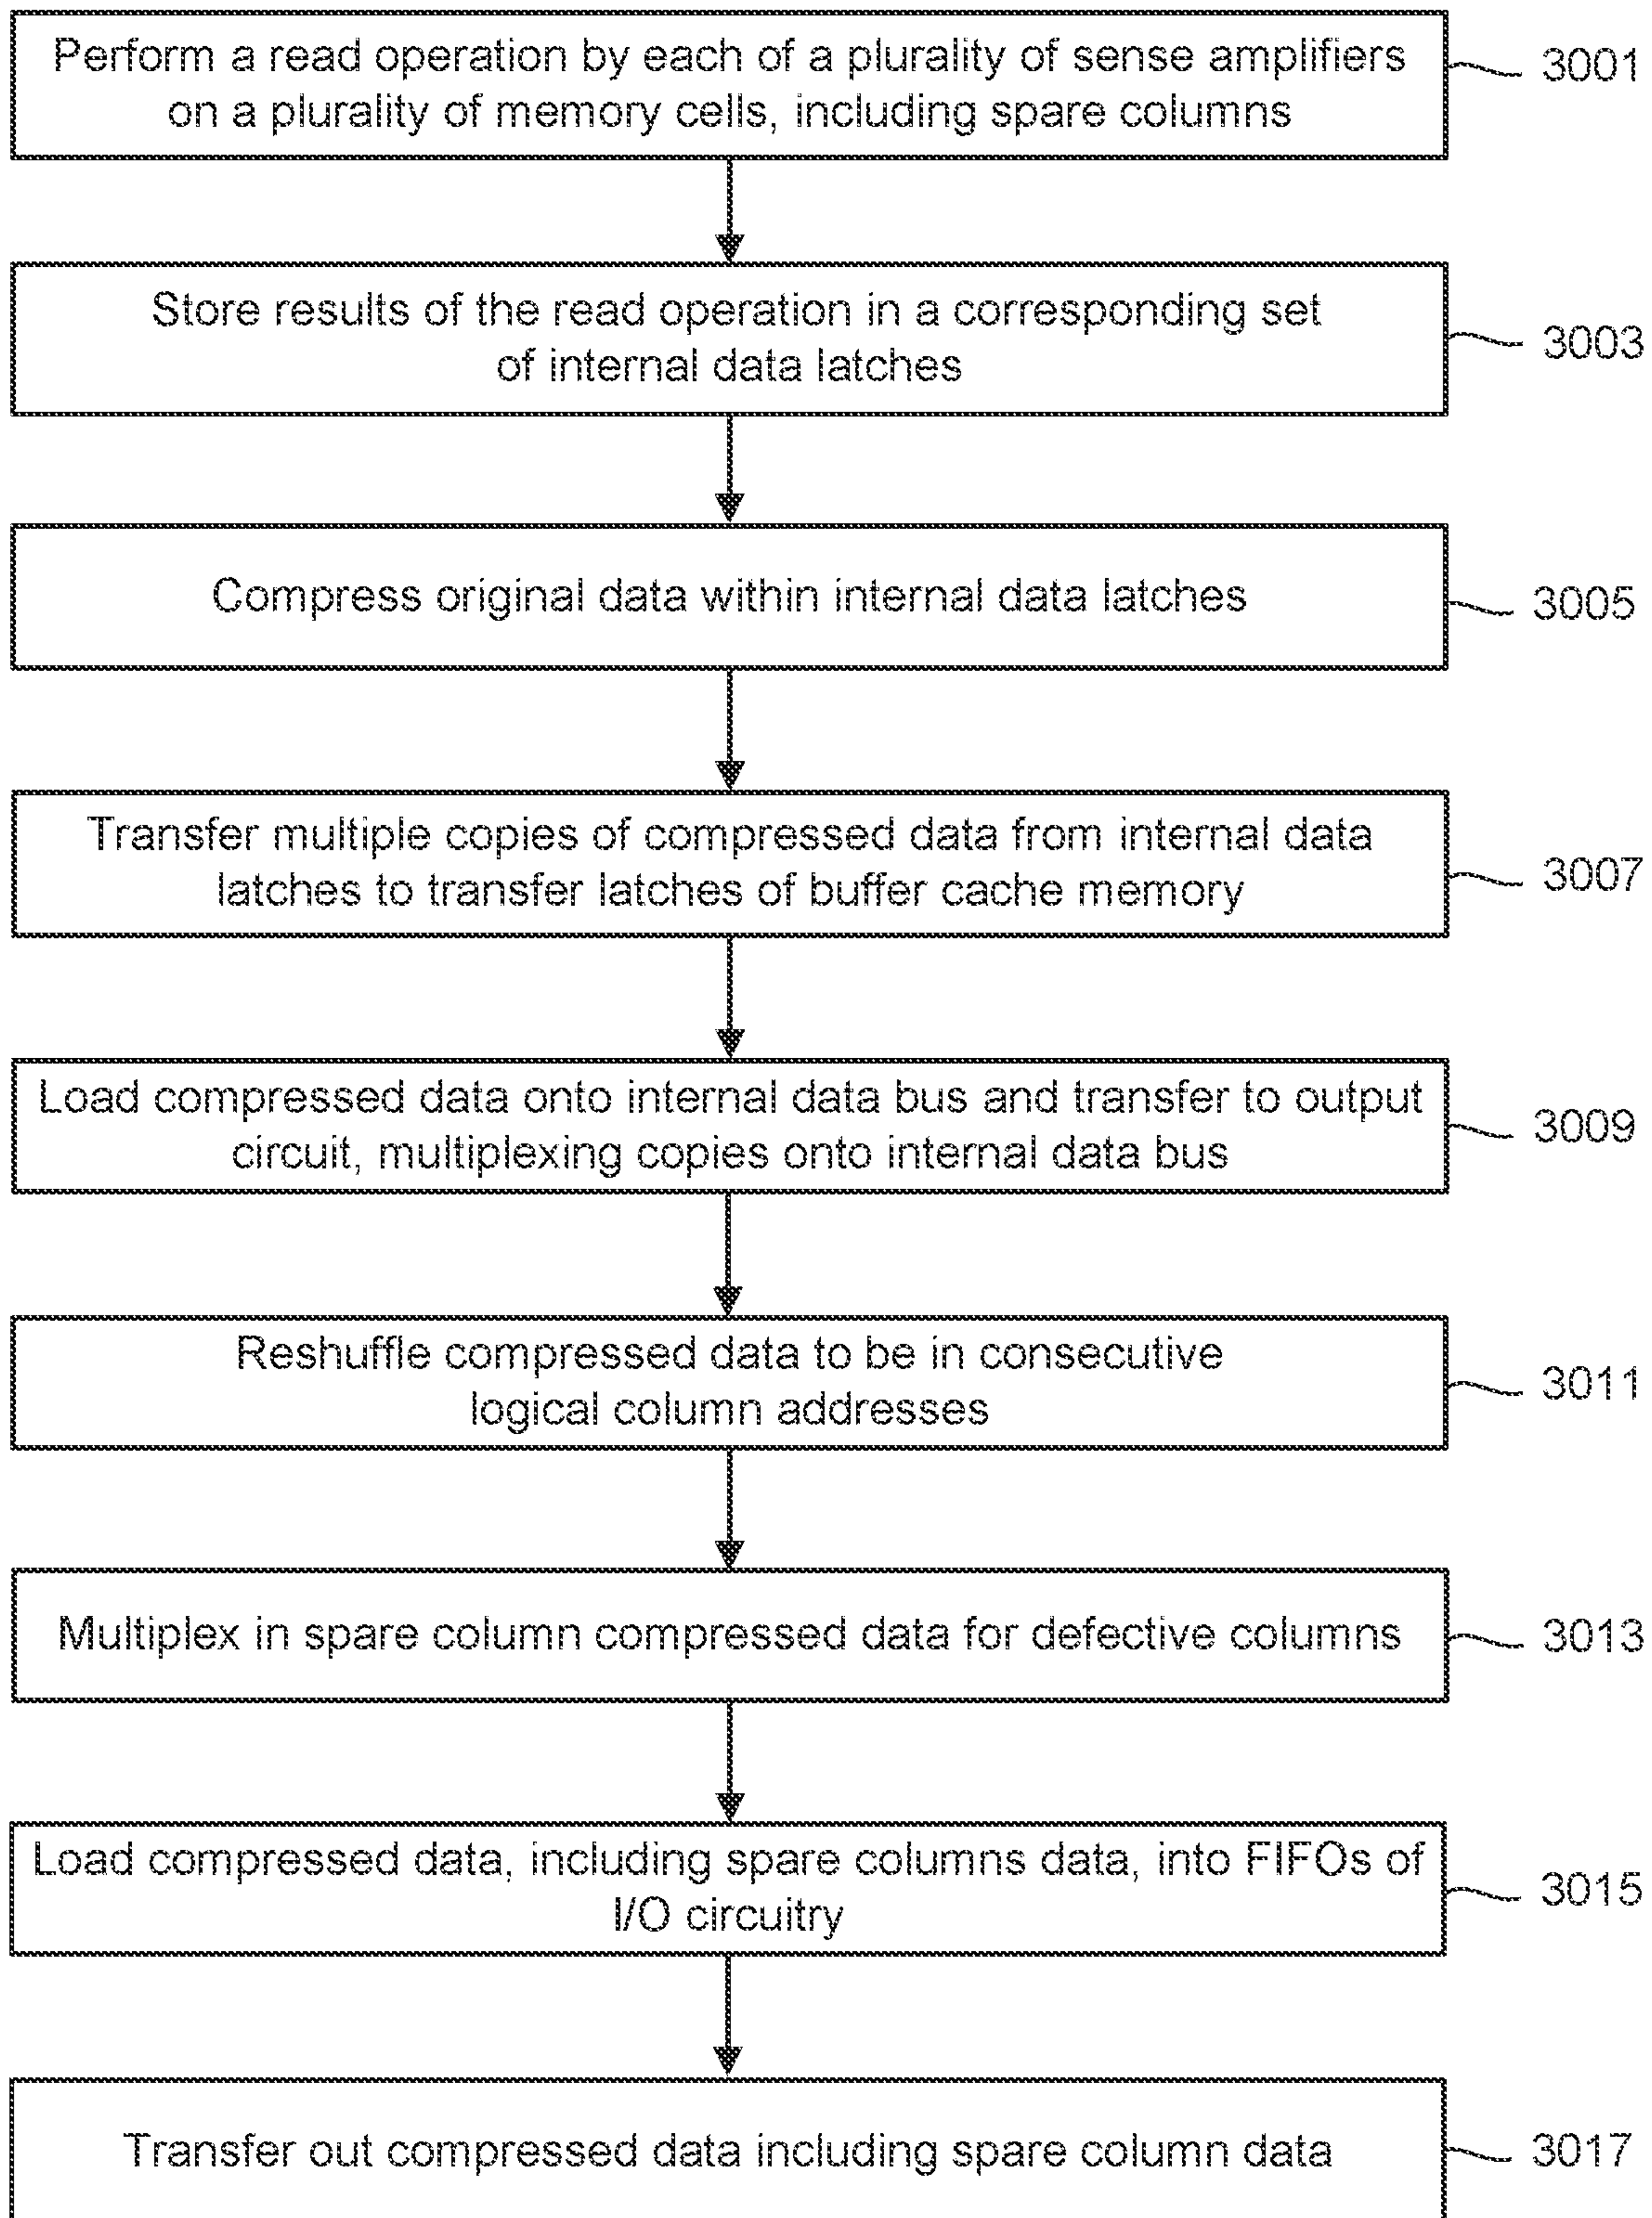 Perform a read operation by each of a plurality of sense amplifiers
on a plurality of memory cells, including spare columns
3001
Store results of the read operation in a corresponding set
of internal data latches
3003
Compress original data within internal data latches
3005
Transfer multiple copies of compressed data from internal data
latches to transfer latches of buffer cache memory
3007
Load compressed data onto internal data bus and transfer to output
circuit, multiplexing copies onto internal data bus
3009
Reshuffle compressed data to be in consecutive
logical column addresses
3011
Multiplex in spare column compressed data for defective columns
3013
Load compressed data, including spare columns data, into FIFOs of
I/O circuitry
3015
Transfer out compressed data including spare column data
3017